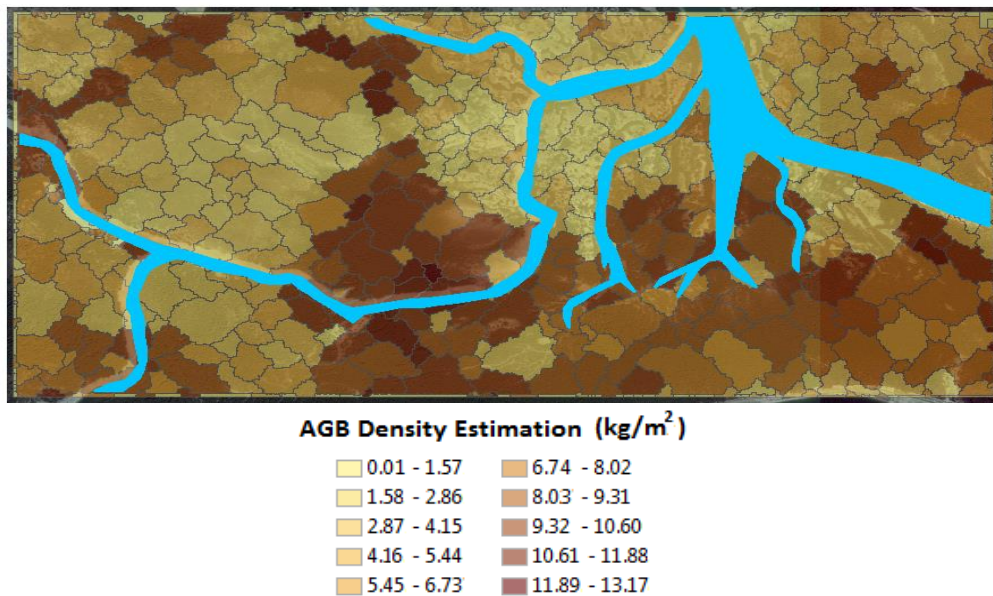 AGB Density Estimation (kg/m²)
0.01 - 1.57
1.58 - 2.86
2.87 - 4.15
4.16 - 5.44
5.45 - 6.73
6.74 - 8.02
8.03 - 9.31
9.32 - 10.60
10.61 - 11.88
11.89 - 13.17